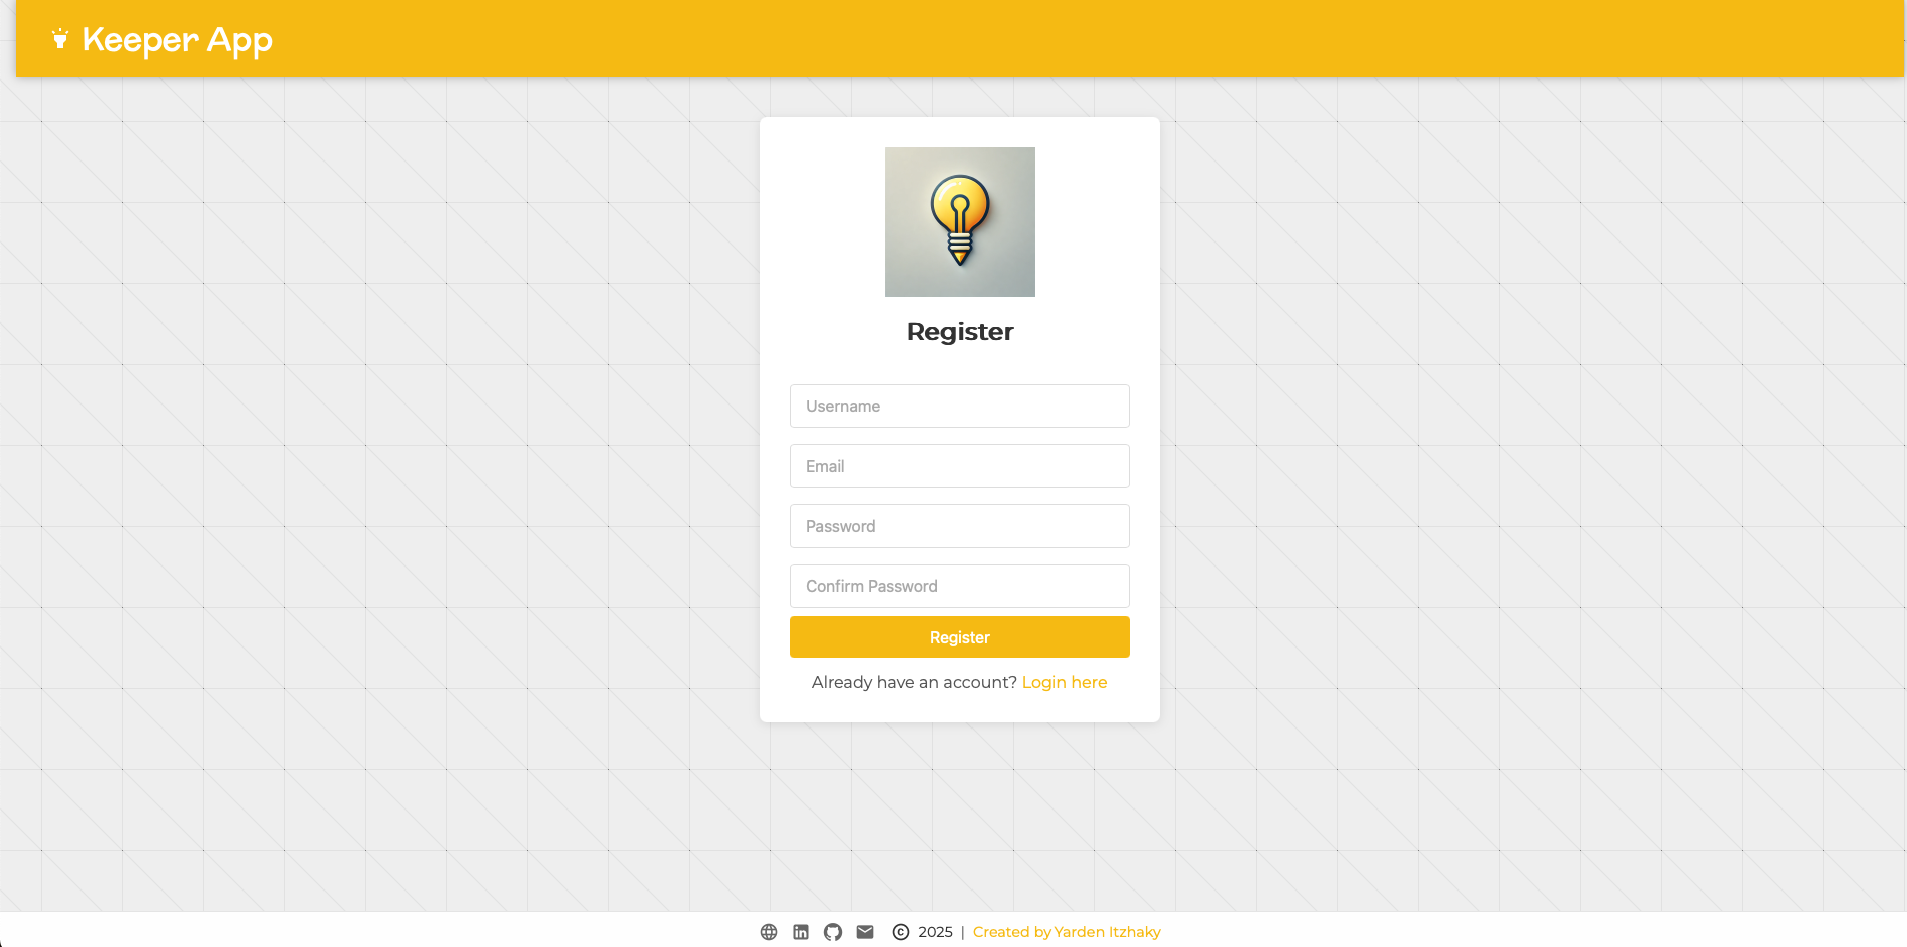 Keeper App
Register
Username
Email
Password
Confirm Password
Register
Already have an account? Login here
© 2025 | Created by Yarden Itzhaky